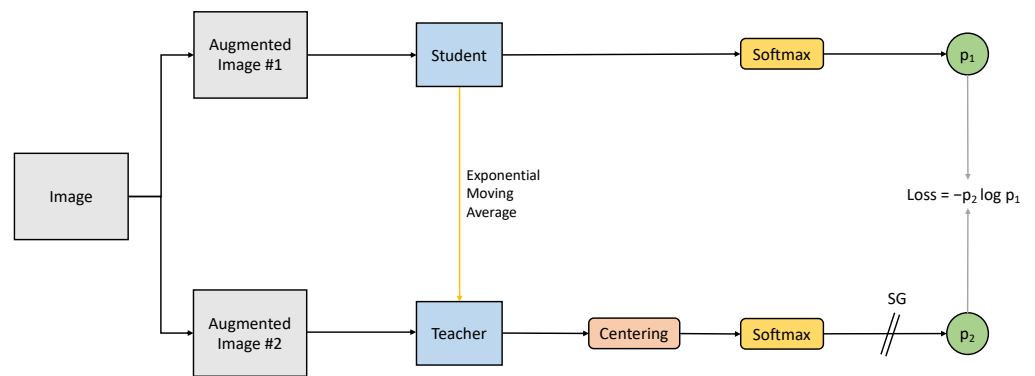 Augmented
Image #1
Student
Softmax
p₁
Image
Exponential
Moving
Average
Loss = −p₂ log p₁
Augmented
Image #2
Teacher
Centering
Softmax
SG
p₂